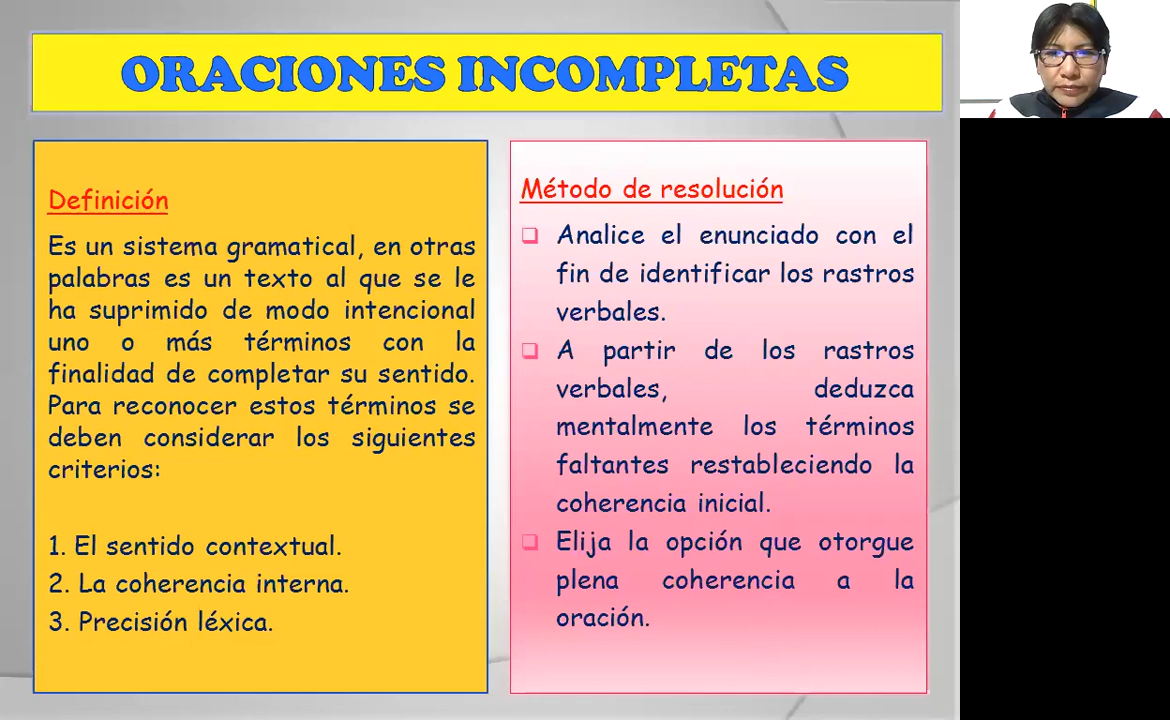 ORACIONES INCOMPLETAS
Definición
Es un sistema gramatical, en otras
palabras es un texto al que se le
ha suprimido de modo intencional
uno o más términos con la
finalidad de completar su sentido.
Para reconocer estos términos se
deben considerar los siguientes
criterios:
1. El sentido contextual.
2. La coherencia interna.
3. Precisión léxica.
Método de resolución
Analice el enunciado con el
fin de identificar los rastros
verbales.
A partir de los rastros
verbales, deduzca
mentalmente los términos
faltantes restableciendo la
coherencia inicial.
Elija la opción que otorgue
plena coherencia a la
oración.